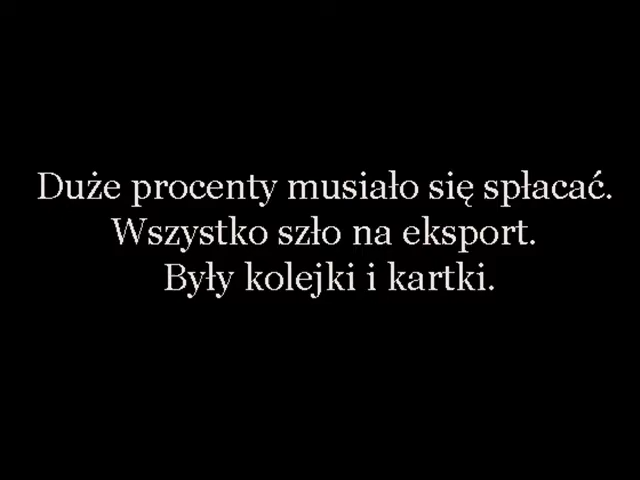 Duże procenty musiało się spłacać.
Wszystko szło na eksport.
Były kolejki i kartki.